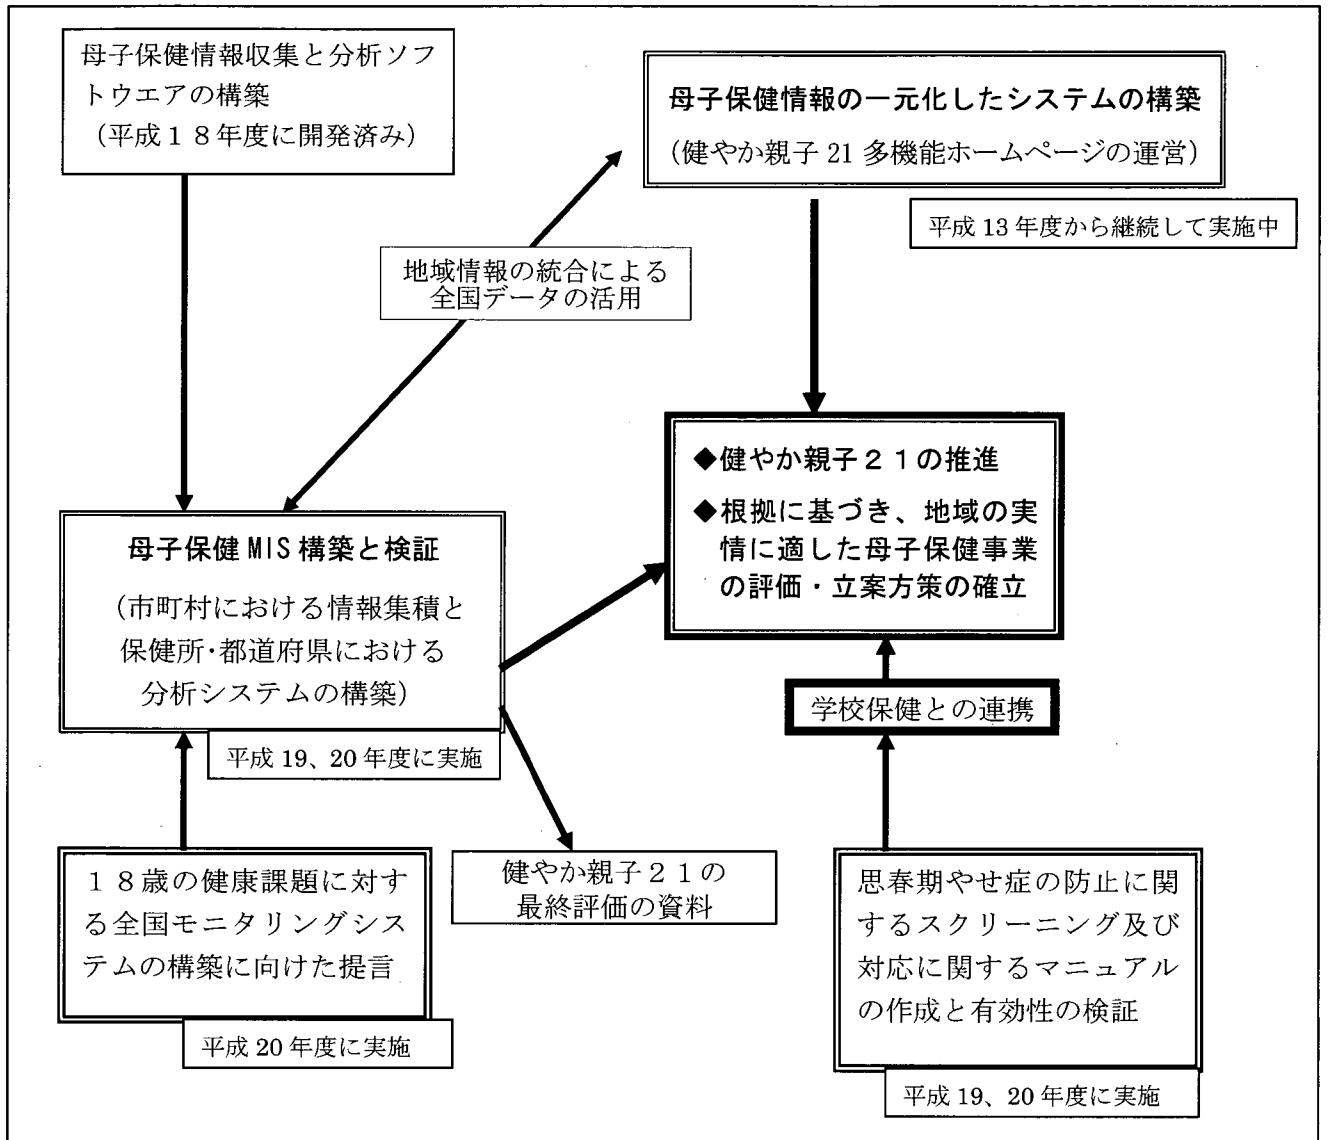 母子保健情報収集と分析ソフ
トウエアの構築
（平成１８年度に開発済み）
母子保健情報の一元化したシステムの構築
（健やか親子 21 多機能ホームページの運営）
平成 13 年度から継続して実施中
地域情報の統合による
全国データの活用
◆健やか親子２１の推進
◆根拠に基づき、地域の実
情に適した母子保健事業
の評価・立案方策の確立
母子保健 MIS 構築と検証
（市町村における情報集積と
保健所･都道府県における
分析システムの構築）
平成 19、20 年度に実施
学校保健との連携
１８歳の健康課題に対す
る全国モニタリングシス
テムの構築に向けた提言
平成 20 年度に実施
健やか親子２１の
最終評価の資料
思春期やせ症の防止に関
するスクリーニング及び
対応に関するマニュアル
の作成と有効性の検証
平成 19、20 年度に実施